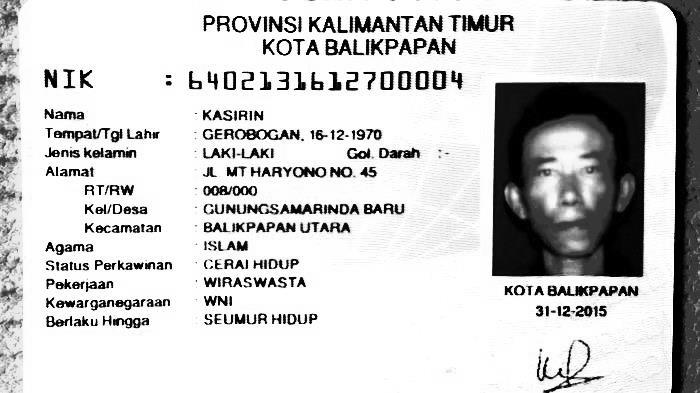 PROVINSI KALIMANTAN TIMUR
KOTA BALIKPAPAN
NIK : 6402131612700004
Nama : KASIRIN
Tempat/Tgl Lahir : GEROBOGAN, 16-12-1970
Jenis kelamin : LAKI-LAKI Gol. Darah :-
Alamat : JL MT HARYONO NO. 45
RT/RW : 008/000
Kel/Desa : GUNUNGSAMARINDA BARU
Kecamatan : BALIKPAPAN UTARA
Agama : ISLAM
Status Perkawinan : CERAI HIDUP
Pekerjaan : WIRASWASTA
Kewarganegaraan : WNI
Berlaku Hingga : SEUMUR HIDUP
KOTA BALIKPAPAN
31-12-2015